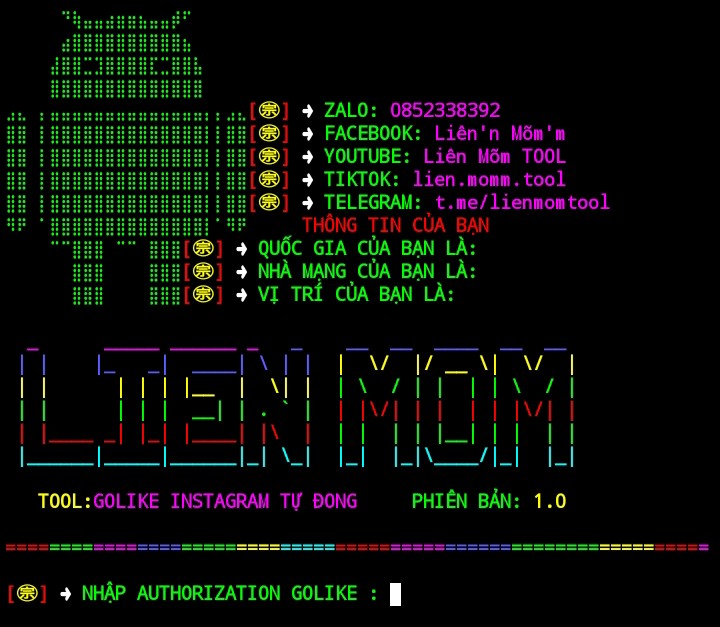 [㊪] ➜ ZALO: 0852338392
[㊪] ➜ FACEBOOK: Liên'n Mõm'm
[㊪] ➜ YOUTUBE: Liên Mõm TOOL
[㊪] ➜ TIKTOK: lien.momm.tool
[㊪] ➜ TELEGRAM: t.me/lienmomtool
THÔNG TIN CỦA BẠN
[㊪] ➜ QUỐC GIA CỦA BẠN LÀ:
[㊪] ➜ NHÀ MẠNG CỦA BẠN LÀ:
[㊪] ➜ VỊ TRÍ CỦA BẠN LÀ:
LIEN MOM
TOOL:GOLIKE INSTAGRAM TỰ ĐONG PHIÊN BẢN: 1.0
[㊪] ➜ NHẬP AUTHORIZATION GOLIKE :